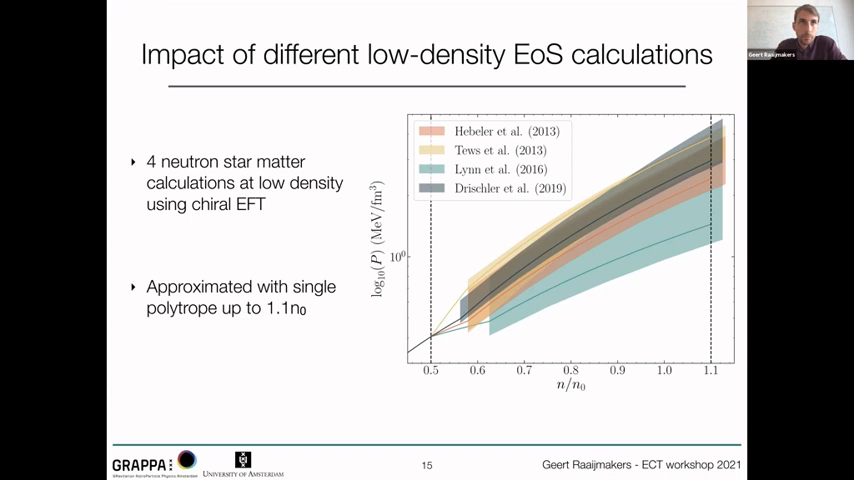 Impact of different low-density EoS calculations
Geert Raaijmakers
‣ 4 neutron star matter
calculations at low density
using chiral EFT
‣ Approximated with single
polytrope up to 1.1n₀
Hebeler et al. (2013)
Tews et al. (2013)
Lynn et al. (2016)
Drischler et al. (2019)
log₁₀(P) (MeV/fm³)
10⁰
0.5 0.6 0.7 0.8 0.9 1.0 1.1
n/n₀
GRAPPA
UNIVERSITY OF AMSTERDAM
15
Geert Raaijmakers - ECT workshop 2021